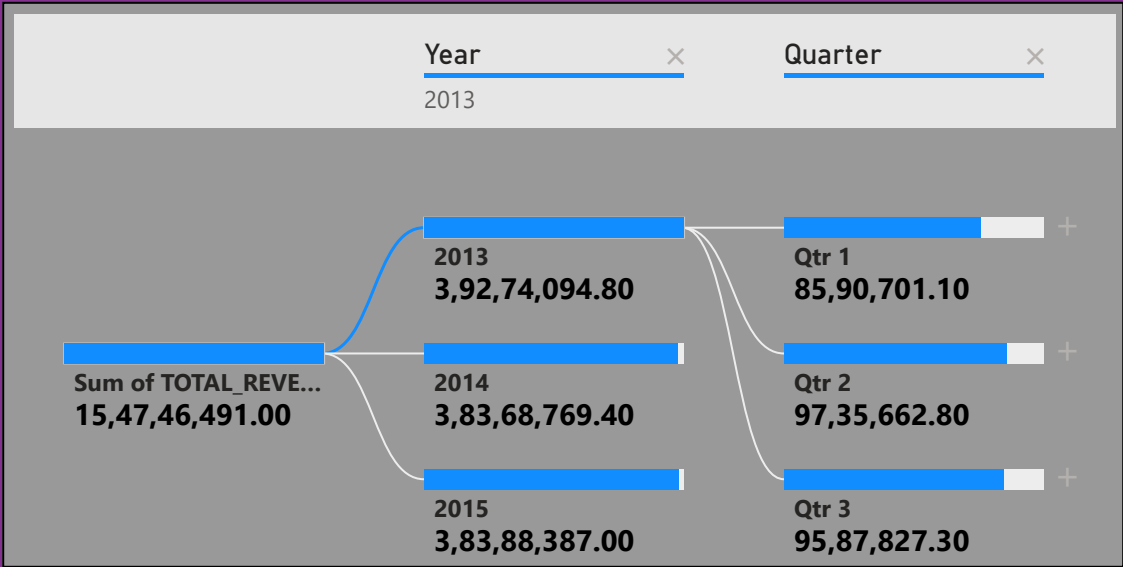 Year ×
Quarter ×
2013
2013
3,92,74,094.80
Qtr 1
85,90,701.10
+
Sum of TOTAL_REVE...
15,47,46,491.00
2014
3,83,68,769.40
Qtr 2
97,35,662.80
+
2015
3,83,88,387.00
Qtr 3
95,87,827.30
+